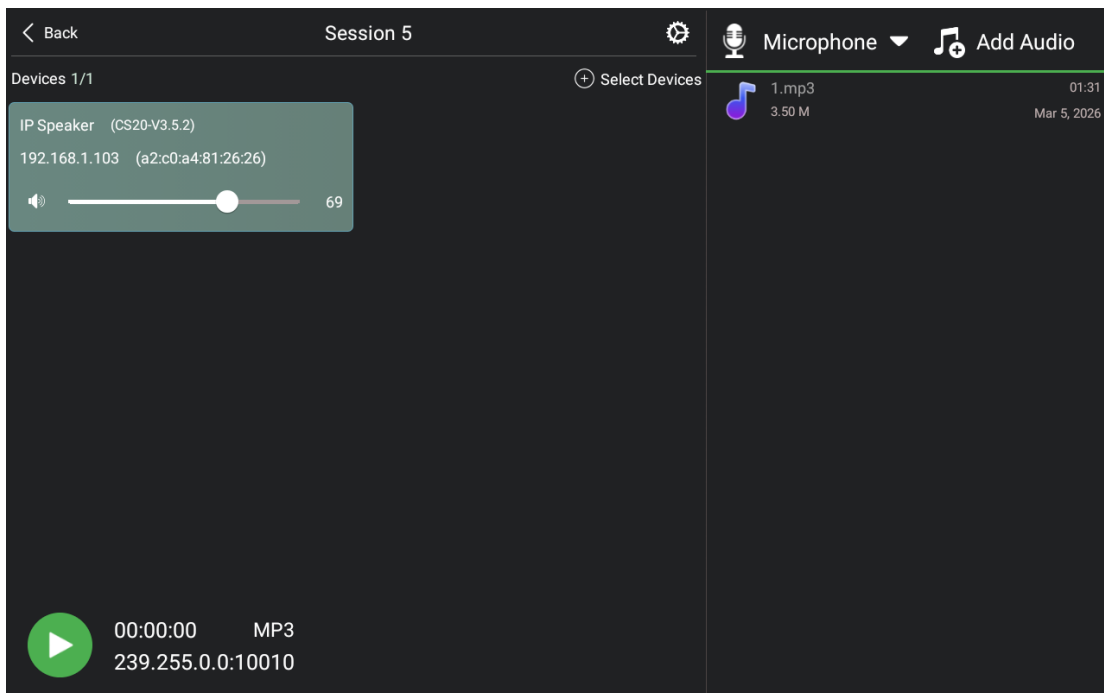 Back
Session 5
Devices 1/1
Select Devices
IP Speaker (CS20-V3.5.2)
192.168.1.103 (a2:c0:a4:81:26:26)
69
00:00:00 MP3
239.255.0.0:10010
Microphone
Add Audio
1.mp3 01:31
3.50 M Mar 5, 2026